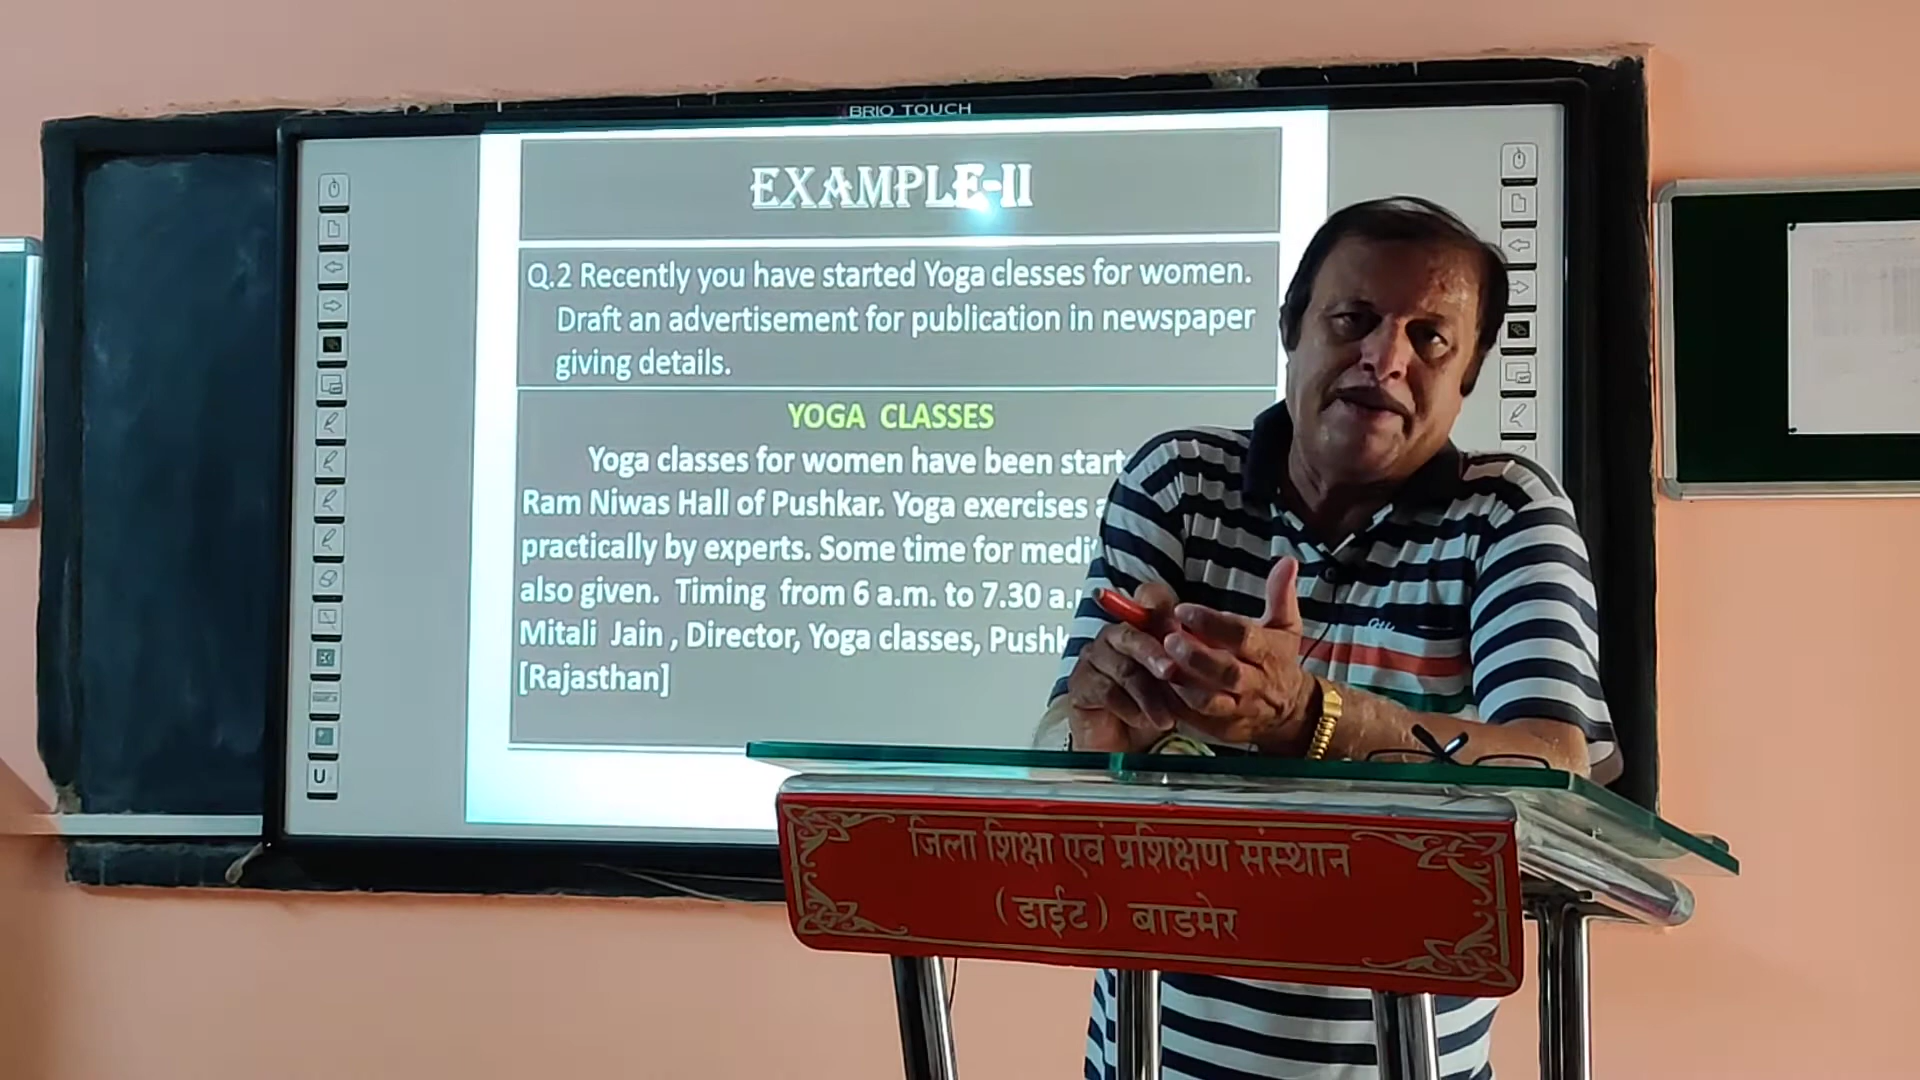 BRIO TOUCH
EXAMPLE-II
Q.2 Recently you have started Yoga clesses for women.
Draft an advertisement for publication in newspaper
giving details.
YOGA CLASSES
Yoga classes for women have been start
Ram Niwas Hall of Pushkar. Yoga exercises
practically by experts. Some time for medi
also given. Timing from 6 a.m. to 7.30 a.
Mitali Jain , Director, Yoga classes, Pushk
[Rajasthan]
जिला शिक्षा एवं प्रशिक्षण संस्थान
(डाईट) बाडमेर